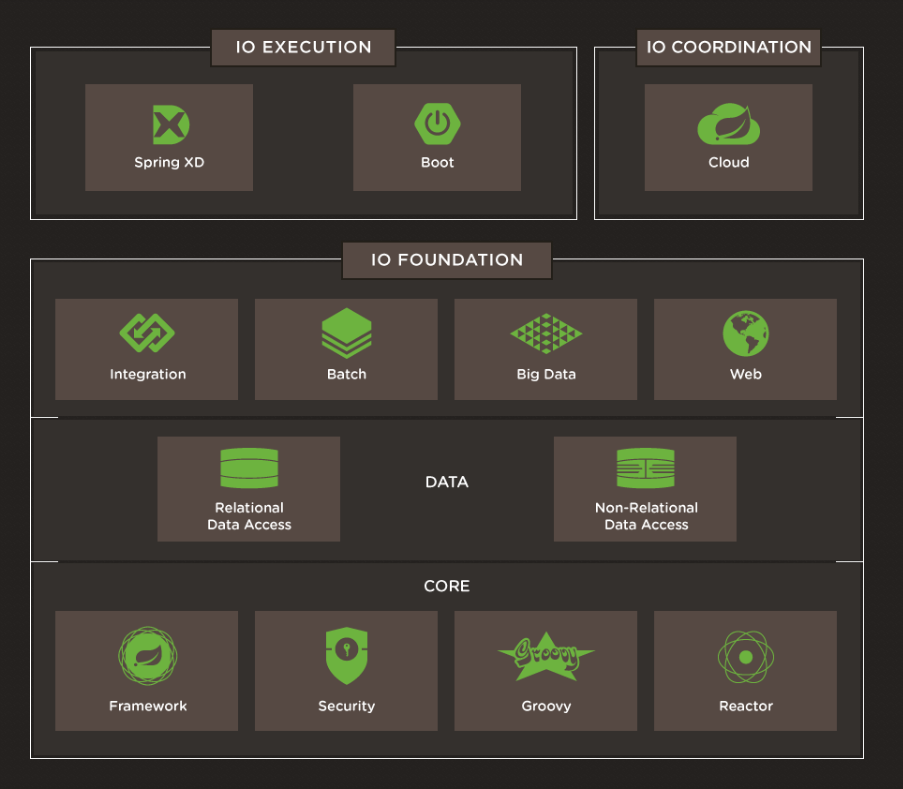 IO EXECUTION
IO COORDINATION
Spring XD
Boot
Cloud
IO FOUNDATION
Integration
Batch
Big Data
Web
Relational
Data Access
DATA
Non-Relational
Data Access
CORE
Groovy
Framework
Security
Groovy
Reactor